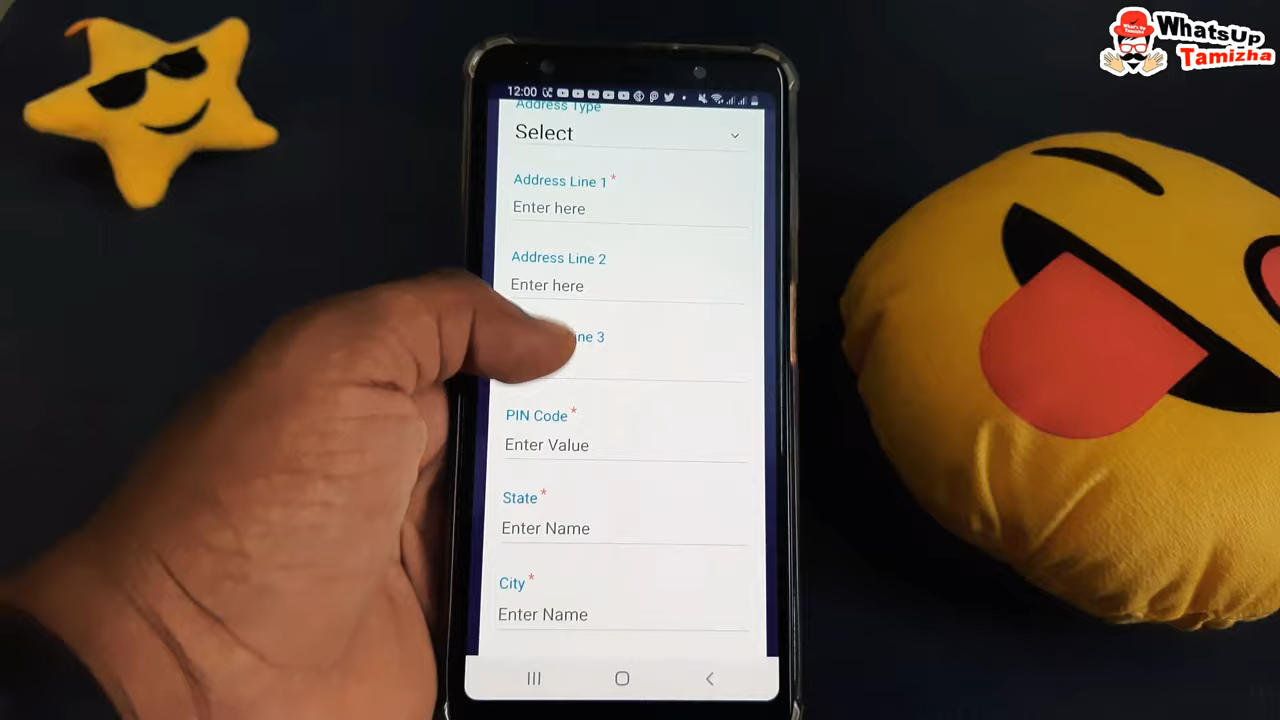 WhatsUp
Tamizha
12:00
Address Type
Select
Address Line 1 *
Enter here
Address Line 2
Enter here
ine 3
PIN Code *
Enter Value
State *
Enter Name
City *
Enter Name